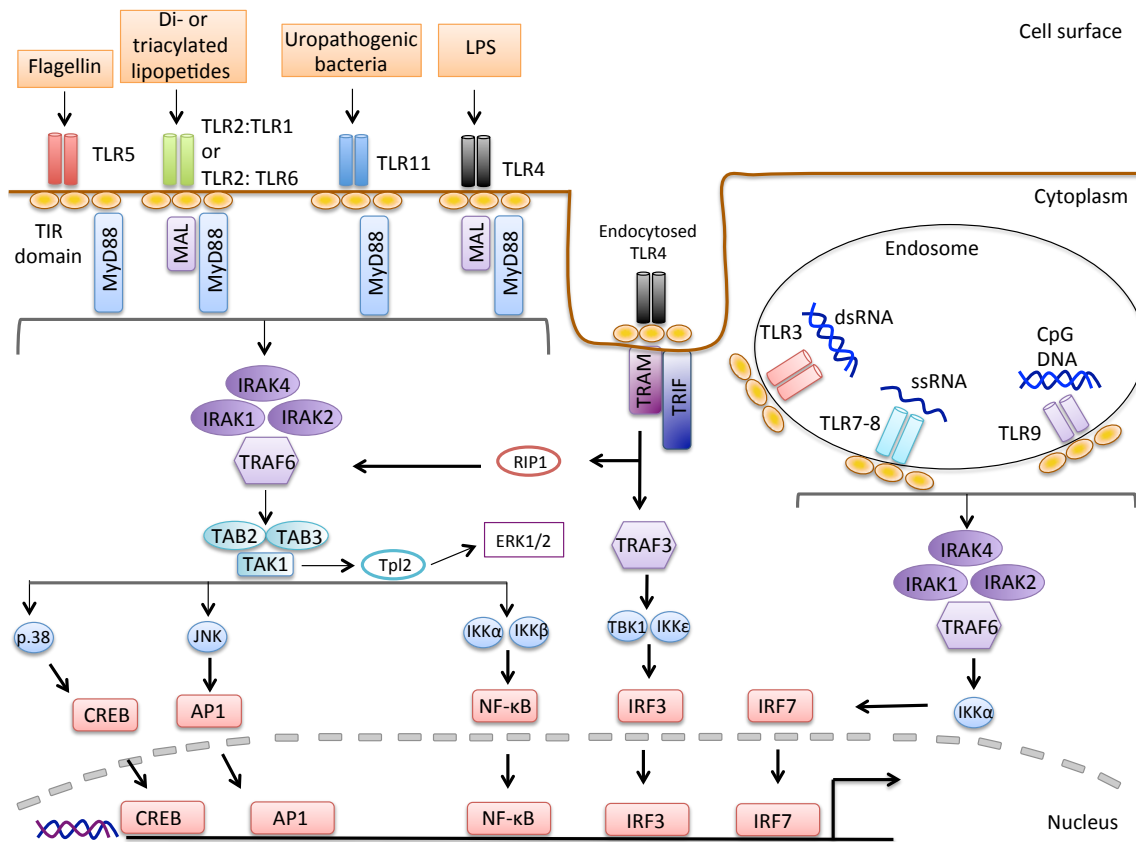 Di- or
triacylated
lipopetides
Uropathogenic
bacteria
LPS
Cell surface
Flagellin
TLR5
TLR2:TLR1
or
TLR2: TLR6
TLR11
TLR4
Cytoplasm
TIR
domain
MyD88
MAL
MyD88
MyD88
MAL
MyD88
Endocytosed
TLR4
Endosome
TLR3
dsRNA
CpG
DNA
ssRNA
TLR7-8
TLR9
TRAM
TRIF
IRAK4
IRAK1
IRAK2
TRAF6
RIP1
TAB2
TAB3
TAK1
Tpl2
ERK1/2
TRAF3
IRAK4
IRAK1
IRAK2
TRAF6
p.38
JNK
IKKα
IKKβ
TBK1
IKKε
IKKα
CREB
AP1
NF-κB
IRF3
IRF7
CREB
AP1
NF-κB
IRF3
IRF7
Nucleus